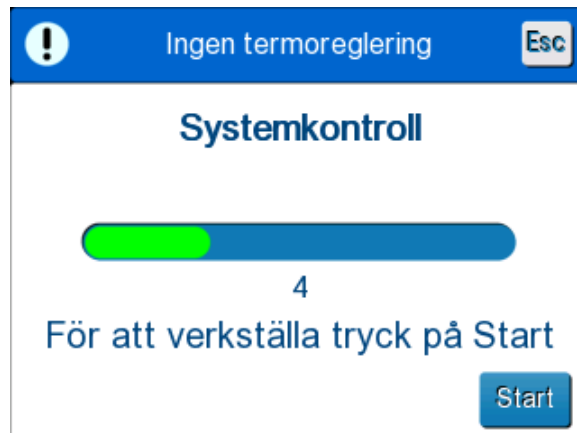 Ingen termoreglering
Esc
Systemkontroll
4
För att verkställa tryck på Start
Start